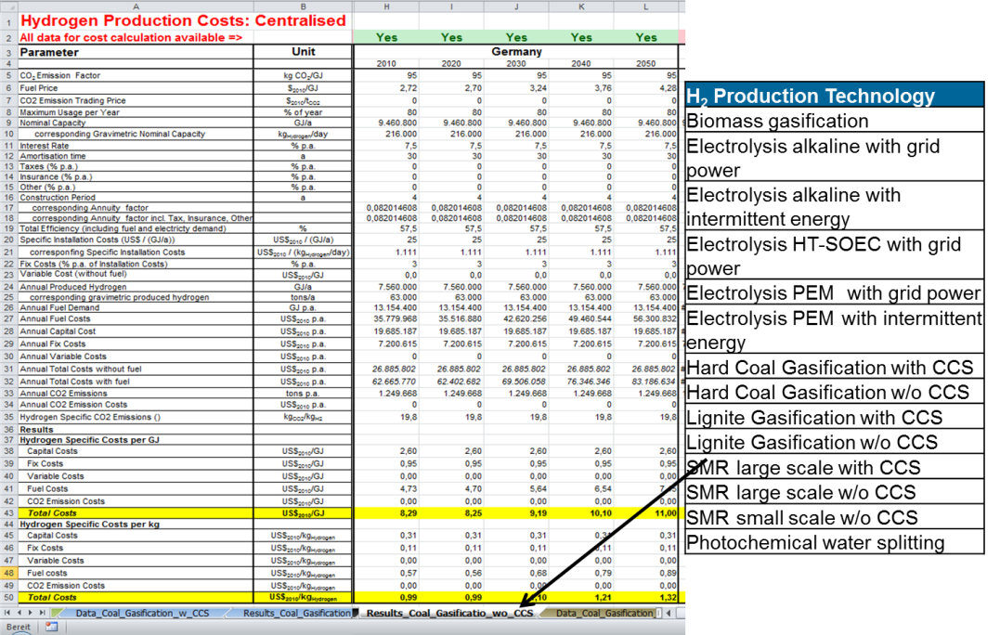 A B H I J K L
1 Hydrogen Production Costs: Centralised
2 All data for cost calculation available => Yes Yes Yes Yes Yes
3 Parameter Unit Germany
4 2010 2020 2030 2040 2050
5 CO2 Emission Factor kg CO2/GJ 95 95 95 95 95
6 Fuel Price $2010/GJ 2,72 2,70 3,24 3,76 4,28
7 CO2 Emission Trading Price $2010/tCO2 0 0 0 0 0
8 Maximum Usage per Year % of year 80 80 80 80 80
9 Nominal Capacity GJ/a 9.460.800 9.460.800 9.460.800 9.460.800 9.460.800
10 corresponding Gravimetric Nominal Capacity kgHydrogen/day 216.000 216.000 216.000 216.000 216.000
11 Interest Rate % p.a. 7,5 7,5 7,5 7,5 7,5
12 Amortisation time a 30 30 30 30 30
13 Taxes (% p.a.) % p.a. 0 0 0 0 0
14 Insurance (% p.a.) % p.a. 0 0 0 0 0
15 Other (% p.a.) % p.a. 0 0 0 0 0
16 Construction Period a 4 4 4 4 4
17 corresponding Annuity factor 0,082014608 0,082014608 0,082014608 0,082014608 0,082014608
18 corresponding Annuity factor incl. Tax, Insurance, Other 0,082014608 0,082014608 0,082014608 0,082014608 0,082014608
19 Total Efficiency (including fuel and electricty demand) % 57,5 57,5 57,5 57,5 57,5
20 Specific Installation Costs (US$ / (GJ/a)) US$2010 / (GJ/a) 25 25 25 25 25
21 corresponfing Specific Installation Costs US$2010 / (kgHydrogen/day) 1.111 1.111 1.111 1.111 1.111
22 Fix Costs (% p.a. of Installation Costs) % p.a. 3 3 3 3 3
23 Variable Cost (without fuel) US$2010/GJ 0,0 0,0 0,0 0,0 0,0
24 Annual Produced Hydrogen GJ/a 7.560.000 7.560.000 7.560.000 7.560.000 7.560.000
25 corresponding gravimetric produced hydrogen tons/a 63.000 63.000 63.000 63.000 63.000
26 Annual Fuel Demand GJ p.a. 13.154.400 13.154.400 13.154.400 13.154.400 13.154.400
27 Annual Fuel Costs US$2010 p.a. 35.779.968 35.516.880 42.620.256 49.460.544 56.300.832
28 Annual Capital Cost US$2010 p.a. 19.685.187 19.685.187 19.685.187 19.685.187 19.685.187
29 Annual Fix Costs US$2010 p.a. 7.200.615 7.200.615 7.200.615 7.200.615 7.200.615
30 Annual Variable Costs US$2010 p.a. 0 0 0 0 0
31 Annual Total Costs without fuel US$2010 p.a. 26.885.802 26.885.802 26.885.802 26.885.802 26.885.802
32 Annual Total Costs with fuel US$2010 p.a. 62.665.770 62.402.682 69.506.058 76.346.346 83.186.634
33 Annual CO2 Emissions tons p.a. 1.249.668 1.249.668 1.249.668 1.249.668 1.249.668
34 Annual CO2 Emission Costs US$2010 p.a. 0 0 0 0 0
35 Hydrogen Specific CO2 Emissions () kgCO2/kgH2 19,8 19,8 19,8 19,8 19,8
36 Results
37 Hydrogen Specific Costs per GJ
38 Capital Costs US$2010/GJ 2,60 2,60 2,60 2,60 2,60
39 Fix Costs US$2010/GJ 0,95 0,95 0,95 0,95 0,95
40 Variable Costs US$2010/GJ 0,00 0,00 0,00 0,00 0,00
41 Fuel Costs US$2010/GJ 4,73 4,70 5,64 6,54
42 CO2 Emission Costs US$2010/GJ 0,00 0,00 0,00 0,00 0,00
43 Total Costs US$2010/GJ 8,29 8,25 9,19 10,10 11,00
44 Hydrogen Specific Costs per kg
45 Capital Costs US$2010/kgHydrogen 0,31 0,31 0,31 0,31 0,31
46 Fix Costs US$2010/kgHydrogen 0,11 0,11 0,11 0,11 0,11
47 Variable Costs US$2010/kgHydrogen 0,00 0,00 0,00 0,00 0,00
48 Fuel costs US$2010/kgHydrogen 0,57 0,56 0,68 0,79 0,89
49 CO2 Emission Costs US$2010/kgHydrogen 0,00 0,00 0,00 0,00 0,00
50 Total Costs US$2010/kgHydrogen 0,99 0,99 1,21 1,32
Data_Coal_Gasification_w_CCS Results_Coal_Gasification Results_Coal_Gasificatio_wo_CCS Data_Coal_Gasification
Bereit
H2 Production Technology
Biomass gasification
Electrolysis alkaline with grid
power
Electrolysis alkaline with
intermittent energy
Electrolysis HT-SOEC with grid
power
Electrolysis PEM with grid power
Electrolysis PEM with intermittent
energy
Hard Coal Gasification with CCS
Hard Coal Gasification w/o CCS
Lignite Gasification with CCS
Lignite Gasification w/o CCS
SMR large scale with CCS
SMR large scale w/o CCS
SMR small scale w/o CCS
Photochemical water splitting